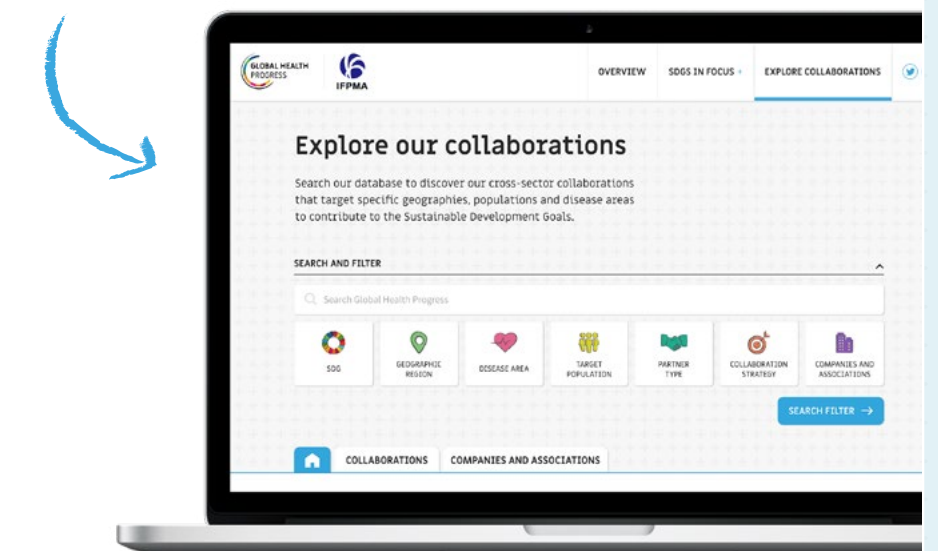 GLOBAL HEALTH
PROGRESS
IFPMA
OVERVIEW
SDGS IN FOCUS
EXPLORE COLLABORATIONS
Explore our collaborations
Search our database to discover our cross-sector collaborations
that target specific geographies, populations and disease areas
to contribute to the Sustainable Development Goals.
SEARCH AND FILTER
Search Global Health Progress
SDG
GEOGRAPHIC
REGION
DISEASE AREA
TARGET
POPULATION
PARTNER
TYPE
COLLABORATION
STRATEGY
COMPANIES AND
ASSOCIATIONS
SEARCH FILTER →
COLLABORATIONS
COMPANIES AND ASSOCIATIONS